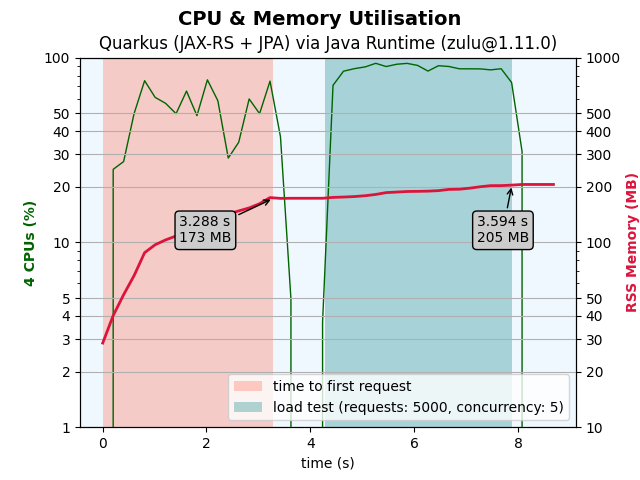 CPU & Memory Utilisation
Quarkus (JAX-RS + JPA) via Java Runtime (zulu@1.11.0)
100
50
40
30
20
10
5
4
3
2
1
4 CPUs (%)
1000
500
400
300
200
100
50
40
30
20
10
RSS Memory (MB)
3.288 s
173 MB
3.594 s
205 MB
time to first request
load test (requests: 5000, concurrency: 5)
0 2 4 6 8
time (s)